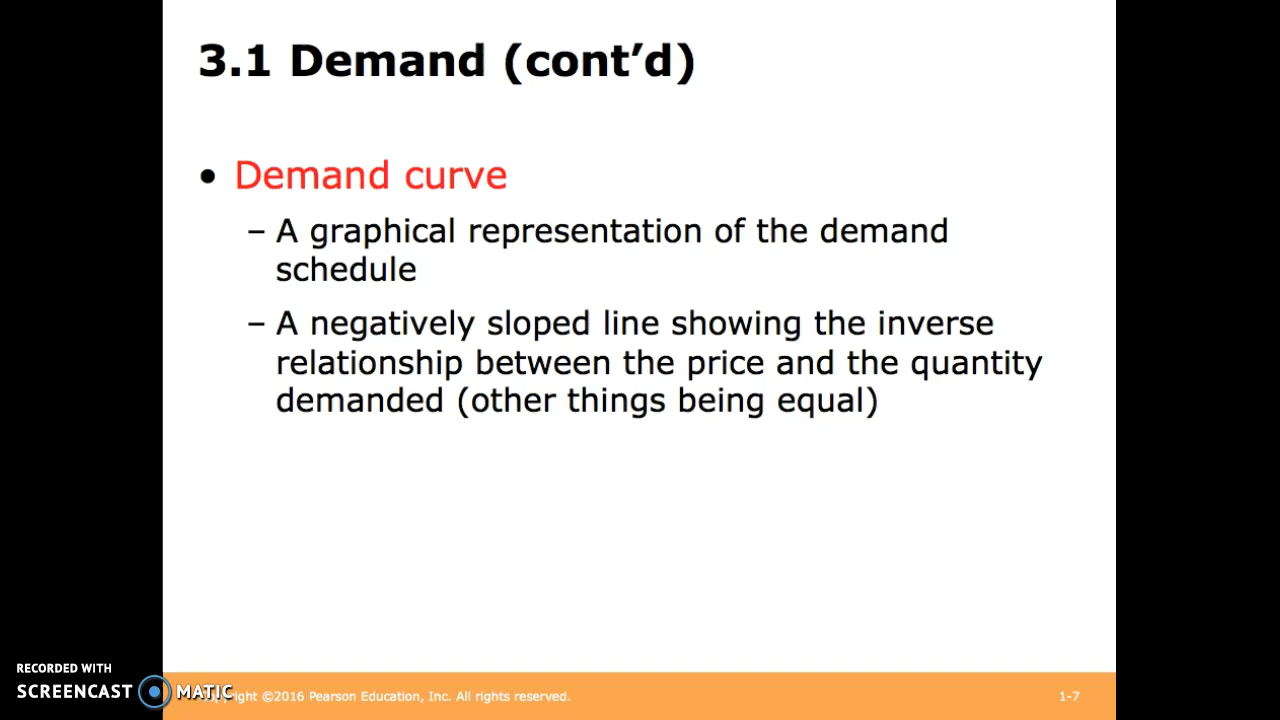 3.1 Demand (cont’d)
• Demand curve
– A graphical representation of the demand
schedule
– A negatively sloped line showing the inverse
relationship between the price and the quantity
demanded (other things being equal)
RECORDED WITH
SCREENCAST MATIC
©2016 Pearson Education, Inc. All rights reserved.
1-7